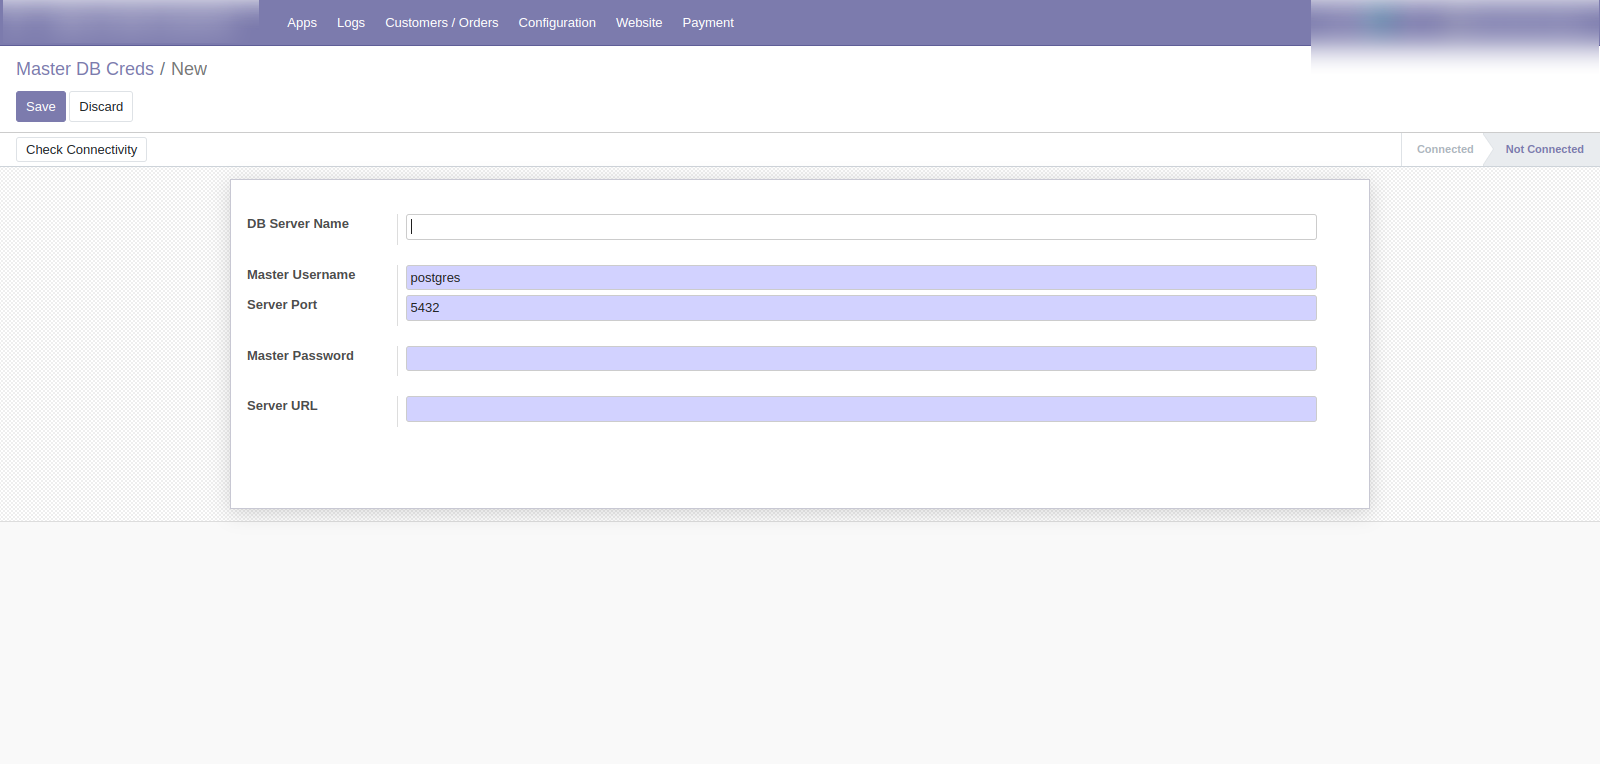 Apps Logs Customers / Orders Configuration Website Payment
Master DB Creds / New
Save Discard
Check Connectivity Connected Not Connected
DB Server Name
Master Username postgres
Server Port 5432
Master Password
Server URL